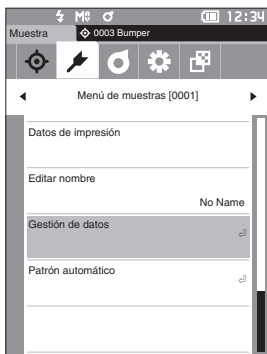 12:34
Muestra
0003 Bumper
Menú de muestras [0001]
Datos de impresión
Editar nombre
No Name
Gestión de datos
Patrón automático